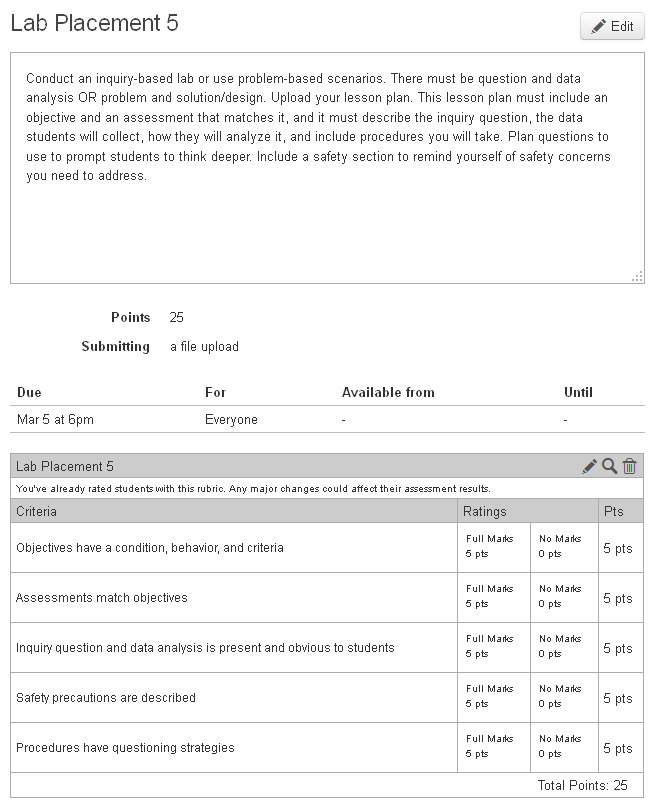 Lab Placement 5
Edit
Conduct an inquiry-based lab or use problem-based scenarios. There must be question and data
analysis OR problem and solution/design. Upload your lesson plan. This lesson plan must include an
objective and an assessment that matches it, and it must describe the inquiry question, the data
students will collect, how they will analyze it, and include procedures you will take. Plan questions to
use to prompt students to think deeper. Include a safety section to remind yourself of safety concerns
you need to address.
Points 25
Submitting a file upload
Due For Available from Until
Mar 5 at 6pm Everyone - -
Lab Placement 5
You've already rated students with this rubric. Any major changes could affect their assessment results.
Criteria Ratings Pts
Objectives have a condition, behavior, and criteria
Full Marks
5 pts
No Marks
0 pts
5 pts
Assessments match objectives
Full Marks
5 pts
No Marks
0 pts
5 pts
Inquiry question and data analysis is present and obvious to students
Full Marks
5 pts
No Marks
0 pts
5 pts
Safety precautions are described
Full Marks
5 pts
No Marks
0 pts
5 pts
Procedures have questioning strategies
Full Marks
5 pts
No Marks
0 pts
5 pts
Total Points: 25